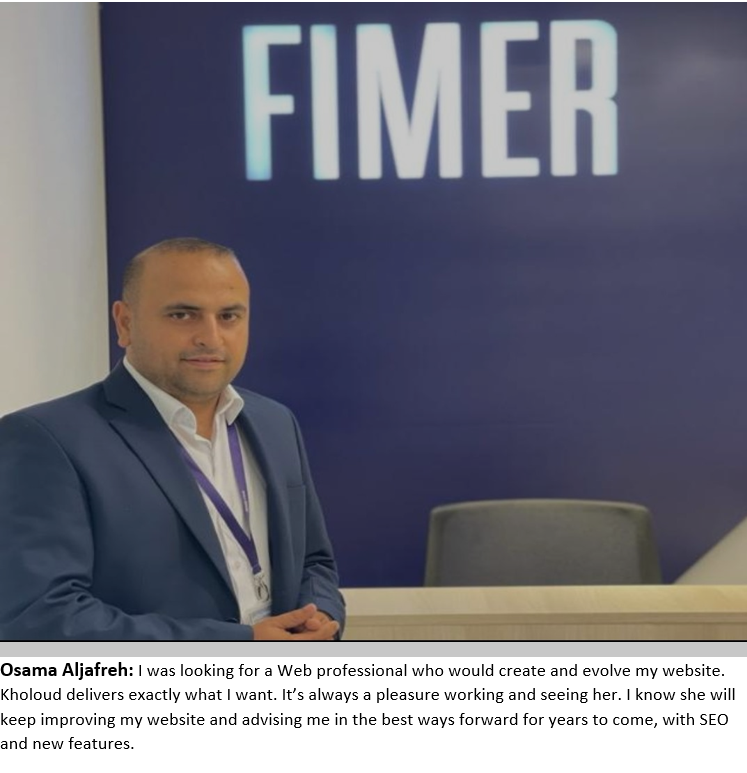 FIMER
Osama Aljafreh: I was looking for a Web professional who would create and evolve my website.
Kholoud delivers exactly what I want. It’s always a pleasure working and seeing her. I know she will
keep improving my website and advising me in the best ways forward for years to come, with SEO
and new features.